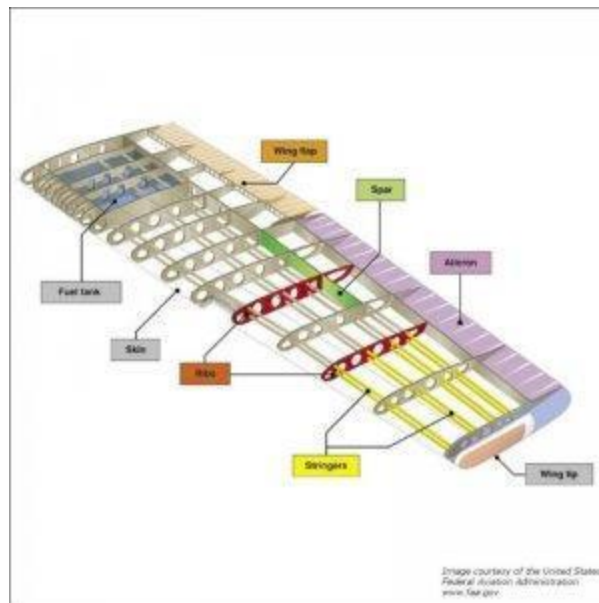 Wing flap
Spar
Aileron
Fuel tank
Skin
Ribs
Stringers
Wing tip
Image courtesy of the United States
Federal Aviation Administration
www.faa.gov